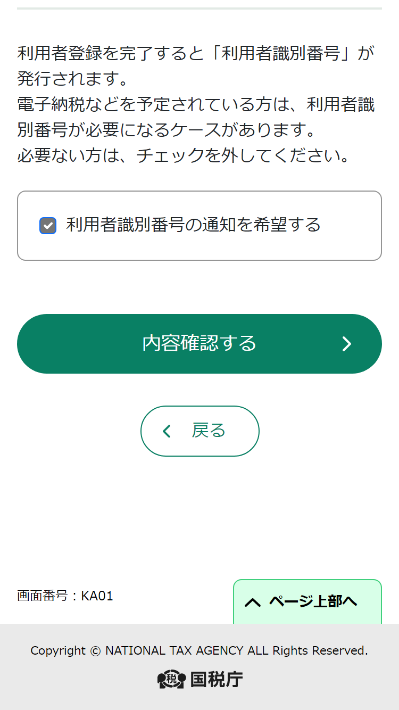 利用者登録を完了すると「利用者識別番号」が
発行されます。
電子納税などを予定されている方は、利用者識
別番号が必要になるケースがあります。
必要ない方は、チェックを外してください。
利用者識別番号の通知を希望する
内容確認する
戻る
画面番号：KA01
ページ上部へ
Copyright © NATIONAL TAX AGENCY ALL Rights Reserved.
税 国税庁